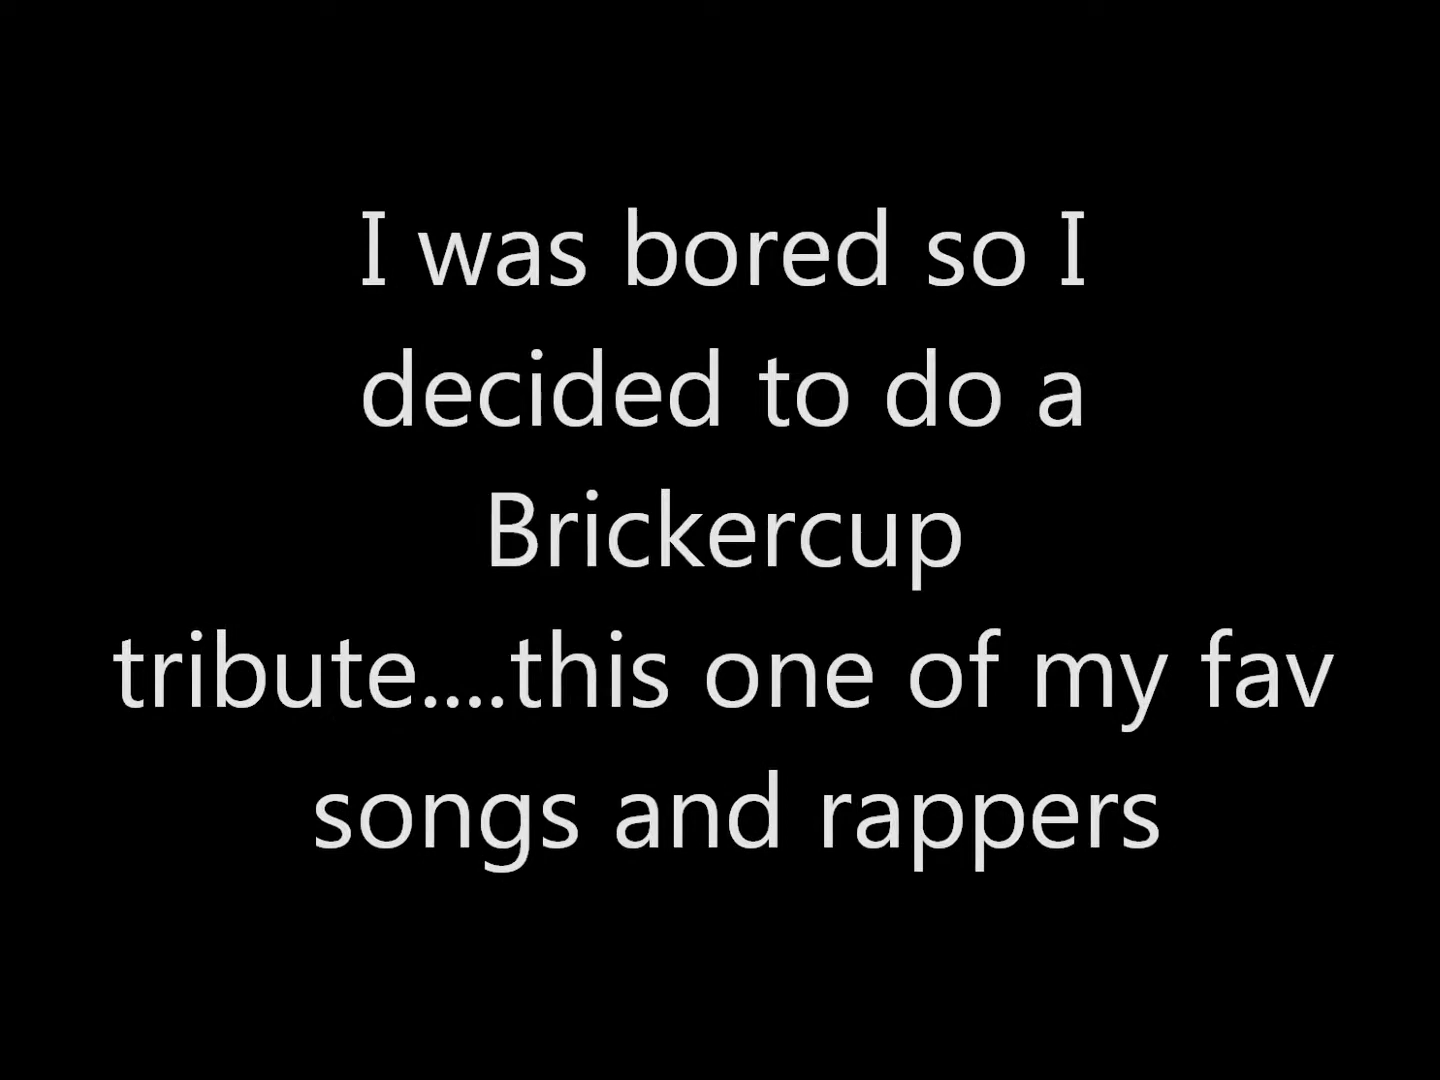 I was bored so I
decided to do a
Brickercup
tribute....this one of my fav
songs and rappers